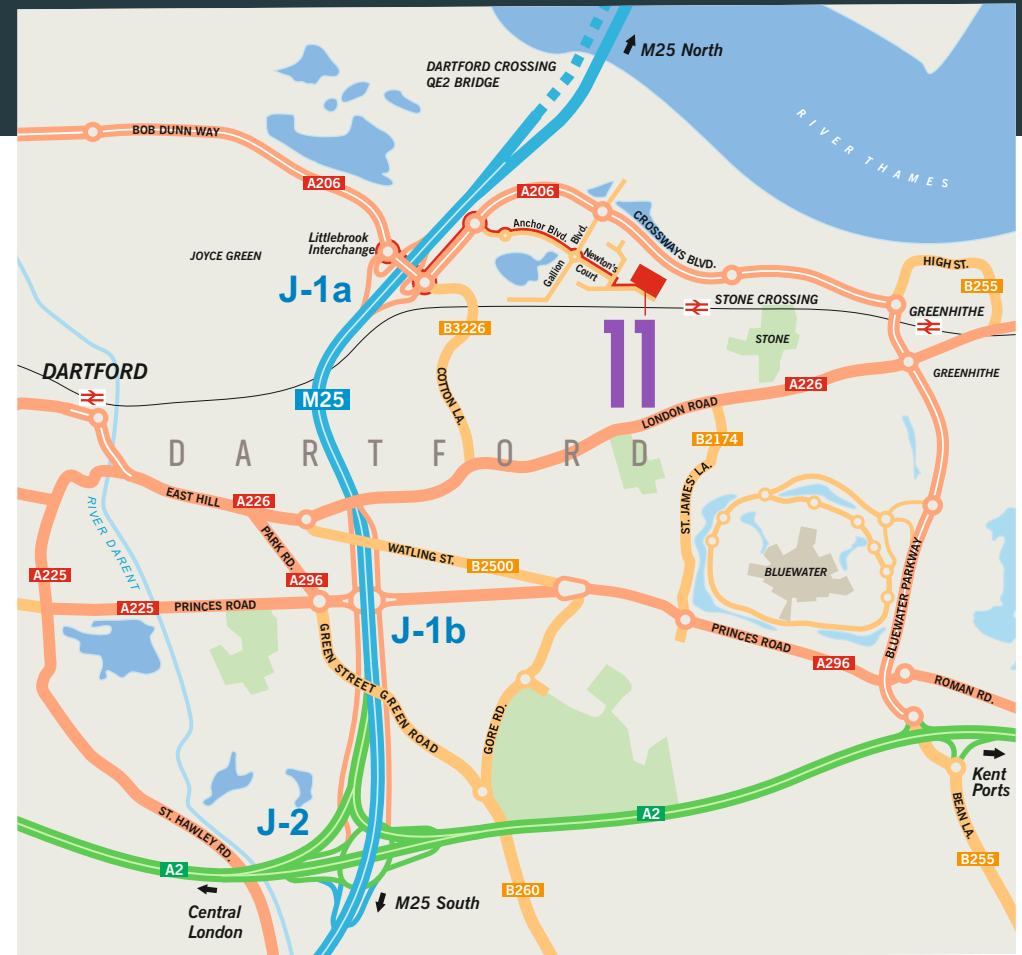 M25 North
DARTFORD CROSSING
QE2 BRIDGE
RIVER THAMES
BOB DUNN WAY
A206
A206
Littlebrook
Interchange
JOYCE GREEN
Anchor Blvd.
Gallion Blvd.
Newton's
Court
CROSSWAYS BLVD.
HIGH ST.
B255
J-1a
STONE CROSSING
GREENHITHE
B3226
11
STONE
DARTFORD
GREENHITHE
A226
M25
COTTON LA.
LONDON ROAD
B2174
DARTFORD
ST. JAMES' LA.
EAST HILL
A226
RIVER DARENT
PARK RD.
WATLING ST.
B2500
BLUEWATER
A225
A296
BLUEWATER PARKWAY
A225
PRINCES ROAD
J-1b
GREEN STREET GREEN ROAD
PRINCES ROAD
A296
ROMAN RD.
GORE RD.
Kent
Ports
J-2
A2
BEAN LA.
ST. HAWLEY RD.
A2
B255
B260
M25 South
Central
London